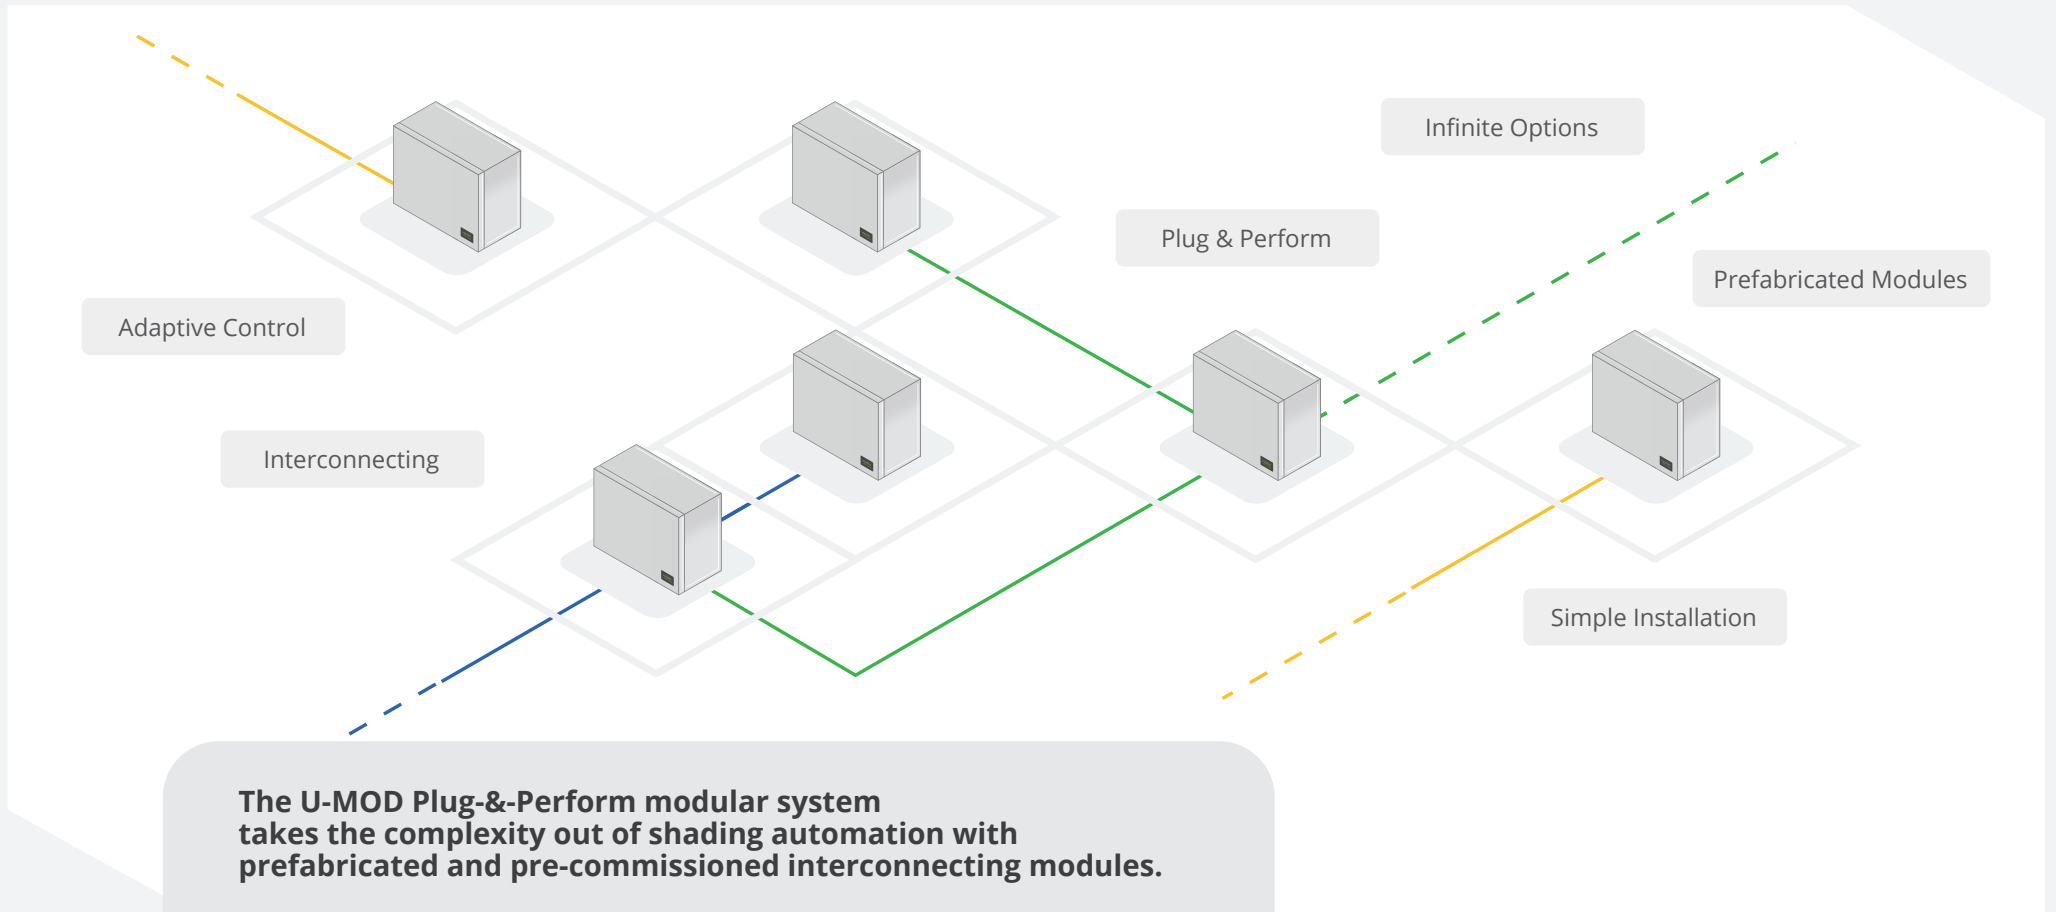 Infinite Options
Plug & Perform
Prefabricated Modules
Adaptive Control
Interconnecting
Simple Installation
The U-MOD Plug-&-Perform modular system
takes the complexity out of shading automation with
prefabricated and pre-commissioned interconnecting modules.